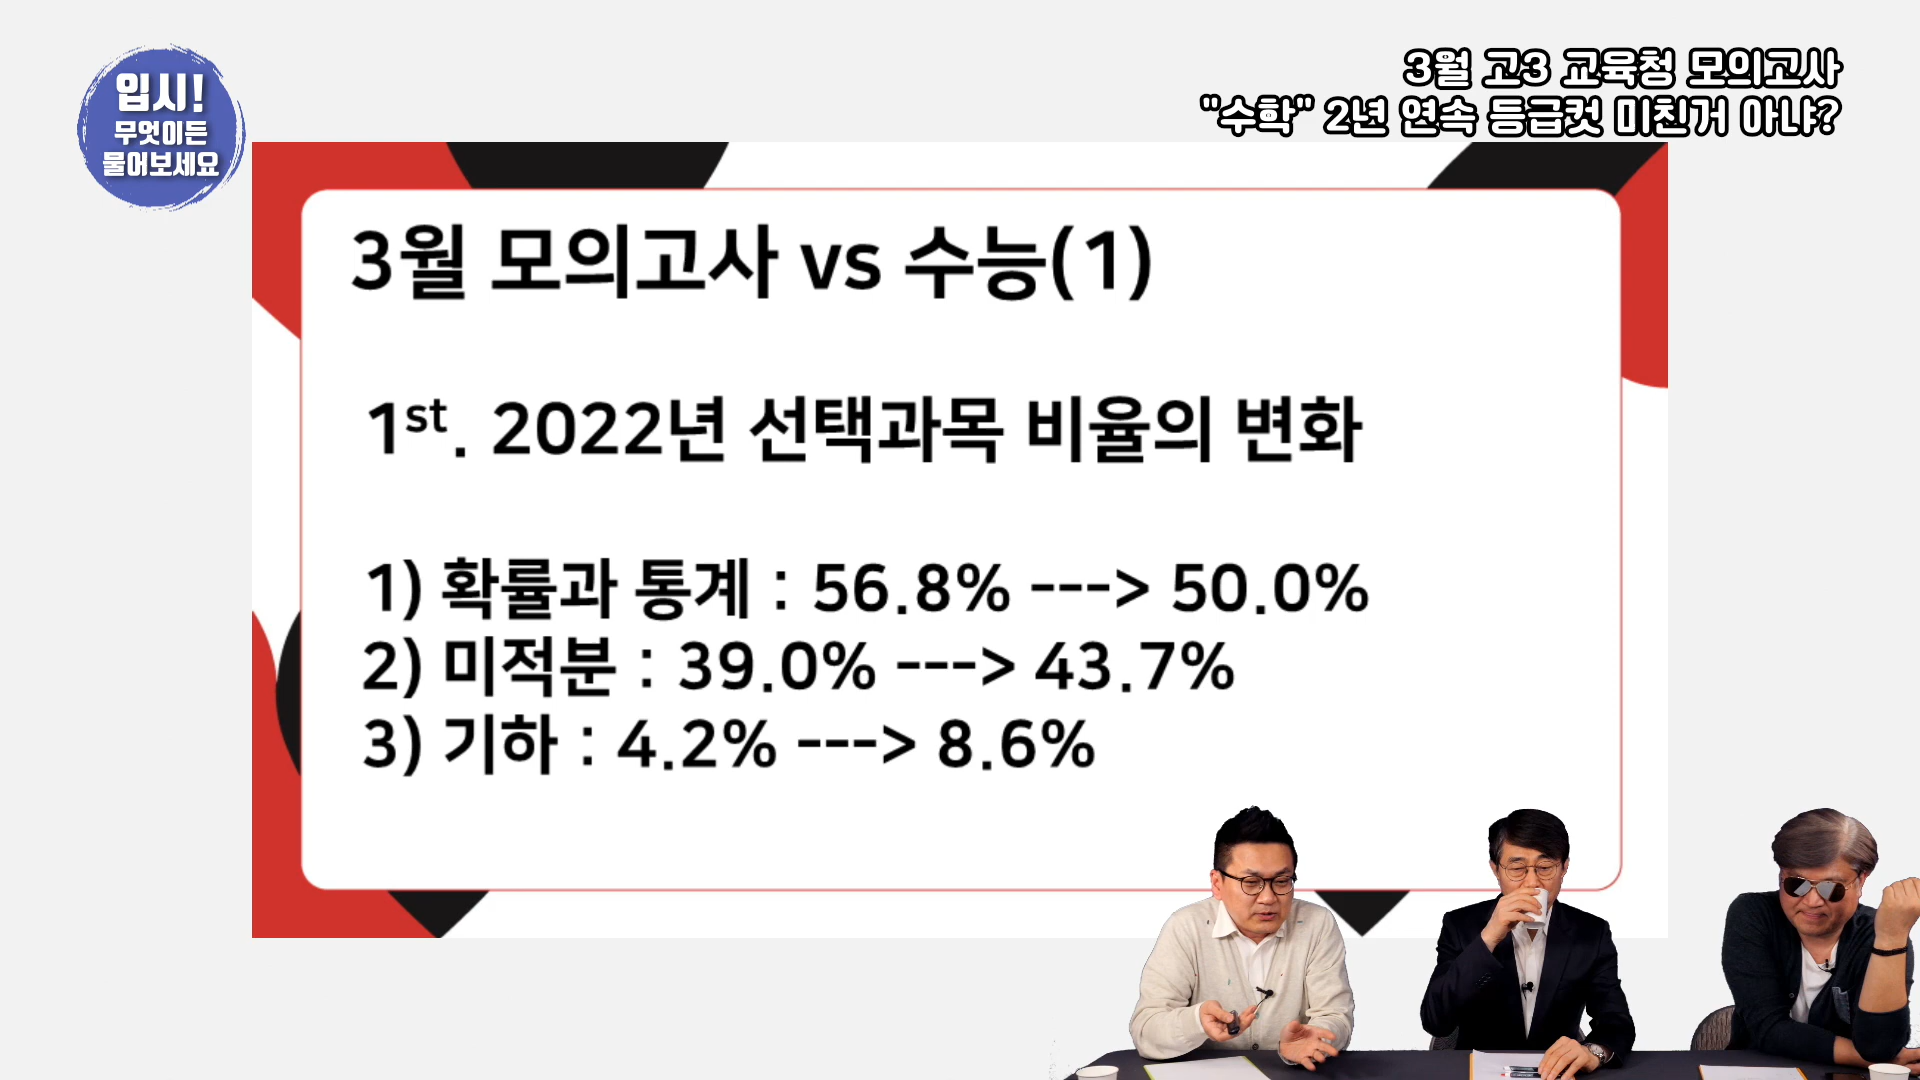 입시!
무엇이든
물어보세요
3월 고3 교육청 모의고사
"수학" 2년 연속 등급컷 미친거 아냐?
3월 모의고사 vs 수능(1)
1st. 2022년 선택과목 비율의 변화
1) 확률과 통계 : 56.8% ---> 50.0%
2) 미적분 : 39.0% ---> 43.7%
3) 기하 : 4.2% ---> 8.6%